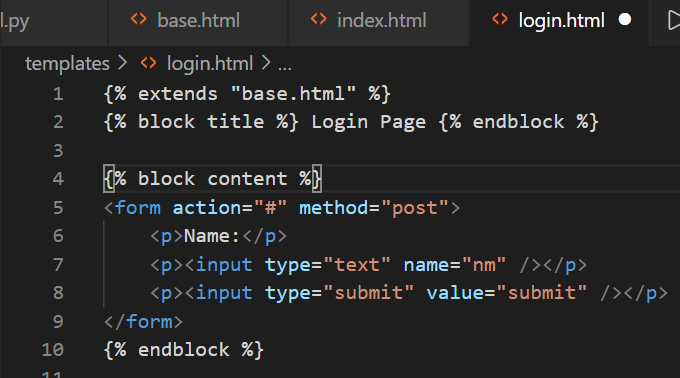 l.py base.html index.html login.html
templates > login.html > ...
1 {% extends "base.html" %}
2 {% block title %} Login Page {% endblock %}
3
4 {% block content %}
5 <form action="#" method="post">
6     <p>Name:</p>
7     <p><input type="text" name="nm" /></p>
8     <p><input type="submit" value="submit" /></p>
9 </form>
10 {% endblock %}
11